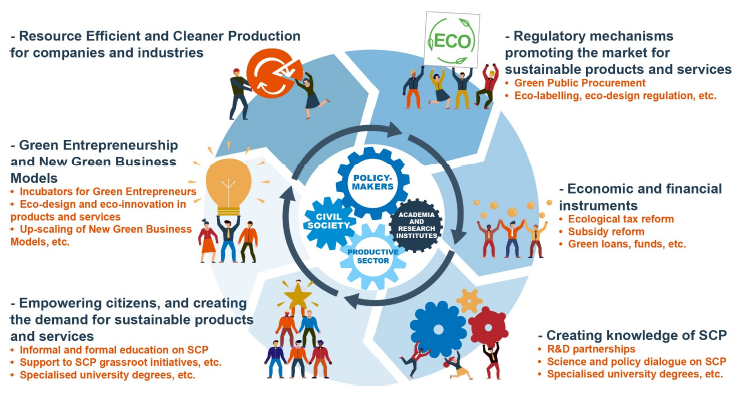 - Resource Efficient and Cleaner Production
for companies and industries
ECO
- Regulatory mechanisms
promoting the market for
sustainable products and services
• Green Public Procurement
• Eco-labelling, eco-design regulation, etc.
- Green Entrepreneurship
and New Green Business
Models
• Incubators for Green Entrepreneurs
• Eco-design and eco-innovation in
products and services
• Up-scaling of New Green Business
Models, etc.
POLICY-
MAKERS
CIVIL
SOCIETY
ACADEMIA
AND
RESEARCH
INSTITUTES
PRODUCTIVE
SECTOR
- Economic and financial
instruments
• Ecological tax reform
• Subsidy reform
• Green loans, funds, etc.
- Empowering citizens, and creating
the demand for sustainable products
and services
• Informal and formal education on SCP
• Support to SCP grassroot initiatives, etc.
• Specialised university degrees, etc.
- Creating knowledge of SCP
• R&D partnerships
• Science and policy dialogue on SCP
• Specialised university degrees, etc.